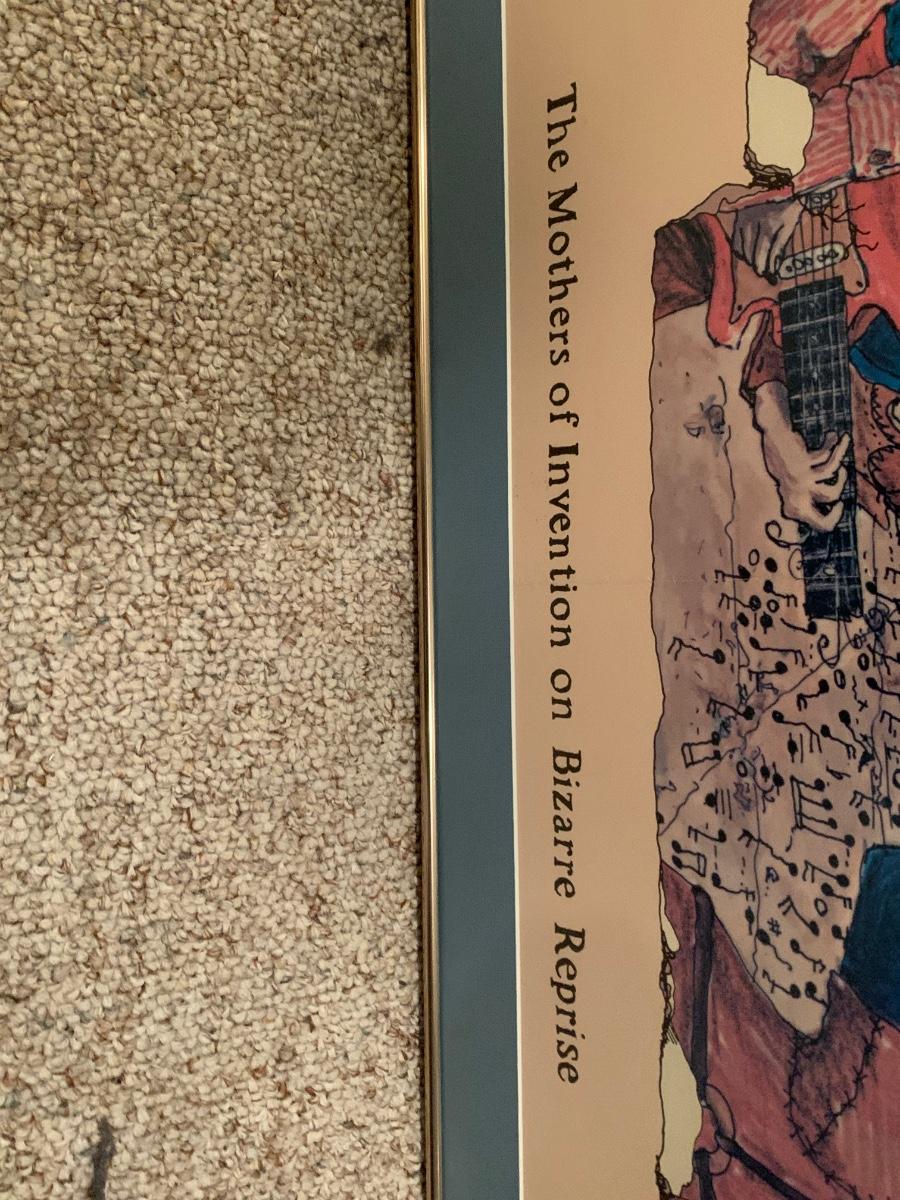 The Mothers of Invention on Bizarre Reprise